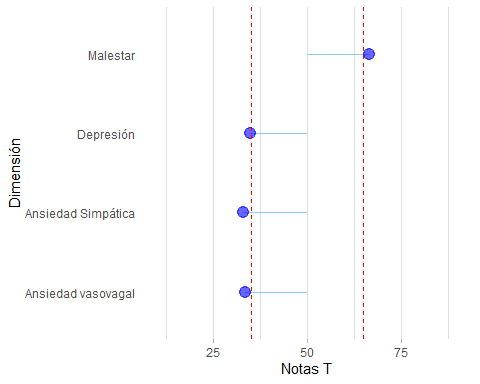 Malestar
Depresión
Ansiedad Simpática
Ansiedad vasovagal
Dimensión
25 50 75
Notas T